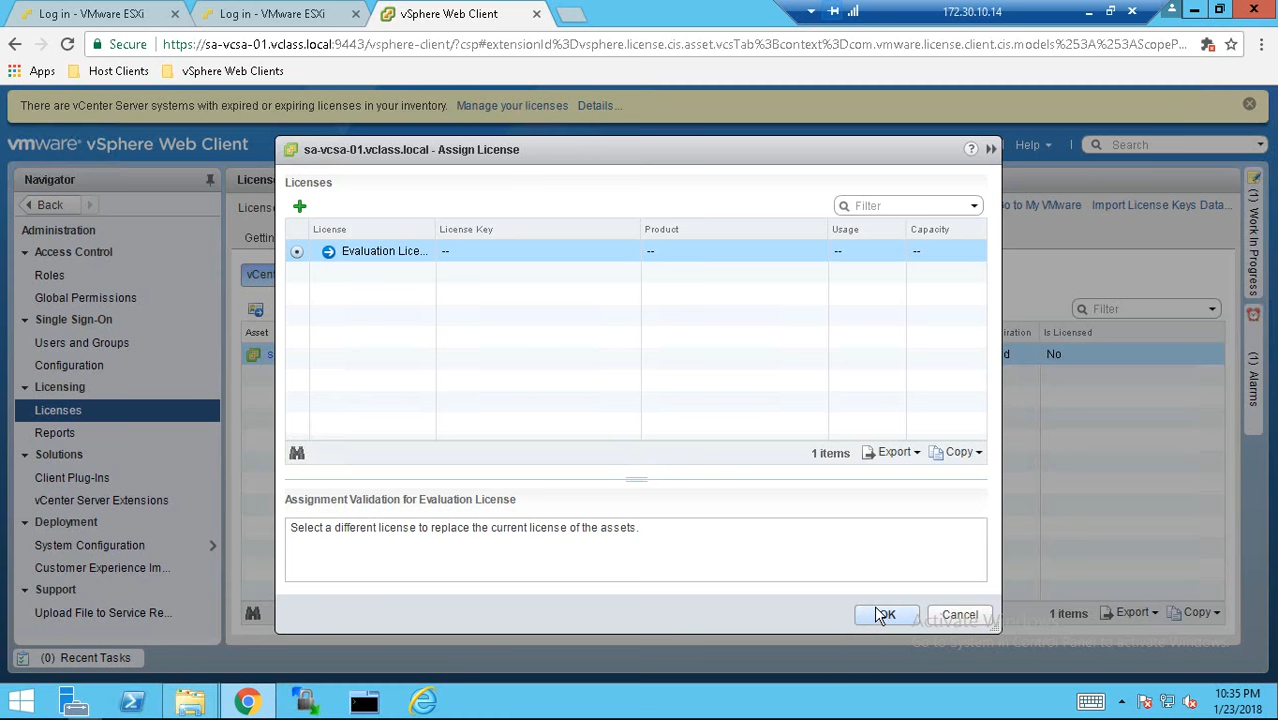 Log in - VMware ESXi
Log in - VMware ESXi
vSphere Web Client
172.30.10.14
Secure
https://sa-vcsa-01.vclass.local:9443/vsphere-client/?csp#extensionId%3Dvsphere.license.cis.asset.vcsTab%3Bcontext%3Dcom.vmware.license.client.cis.models%253A%253AScopeP...
Apps
Host Clients
vSphere Web Clients
There are vCenter Server systems with expired or expiring licenses in your inventory.
Manage your licenses
Details...
vmware vSphere Web Client
Help
Search
Navigator
Back
Administration
Access Control
Roles
Global Permissions
Single Sign-On
Users and Groups
Configuration
Licensing
Licenses
Reports
Solutions
Client Plug-Ins
vCenter Server Extensions
Deployment
System Configuration
Customer Experience Im...
Support
Upload File to Service Re...
(0) Recent Tasks
sa-vcsa-01.vclass.local - Assign License
Licenses
Filter
License
License Key
Product
Usage
Capacity
Evaluation Lice...
--
--
--
--
1 items
Export
Copy
Assignment Validation for Evaluation License
Select a different license to replace the current license of the assets.
OK
Cancel
Import License Keys Data...
Filter
Is Licensed
No
Asset
1 items
Export
Copy
(1) Work In Progress
(1) Alarms
Activate Windows
Go to System in Control Panel to activate Windows.
10:35 PM
1/23/2018